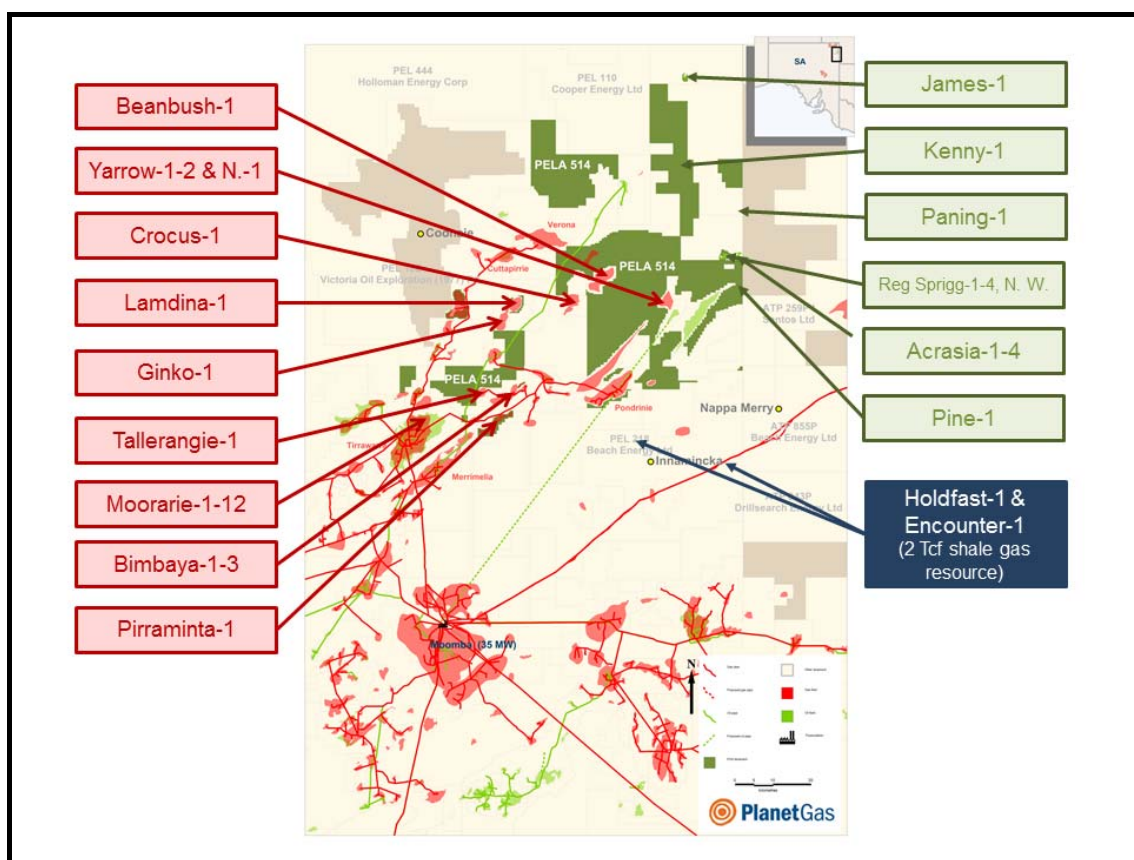 Beanbush-1
Yarrow-1-2 & N.-1
Crocus-1
Lamdina-1
Ginko-1
Tallerangie-1
Moorarie-1-12
Bimbaya-1-3
Pirraminta-1
PEL 444
Holloman Energy Corp
PEL 110
Cooper Energy Ltd
SA
PELA 514
Verona
Cuttapirrie
Victoria Oil Exploration (1977)
PELA 514
ATP 259P
Santos Ltd
PELA 514
Pondrinie
Nappa Merry
ATP 855P
Beach Energy Ltd
PEL 218
Beach Energy Ltd
Innamincka
Merrimelia
Drillsearch Energy Ltd
Moomba (35 MW)
N
PlanetGas
James-1
Kenny-1
Paning-1
Reg Sprigg-1-4, N. W.
Acrasia-1-4
Pine-1
Holdfast-1 &
Encounter-1
(2 Tcf shale gas
resource)